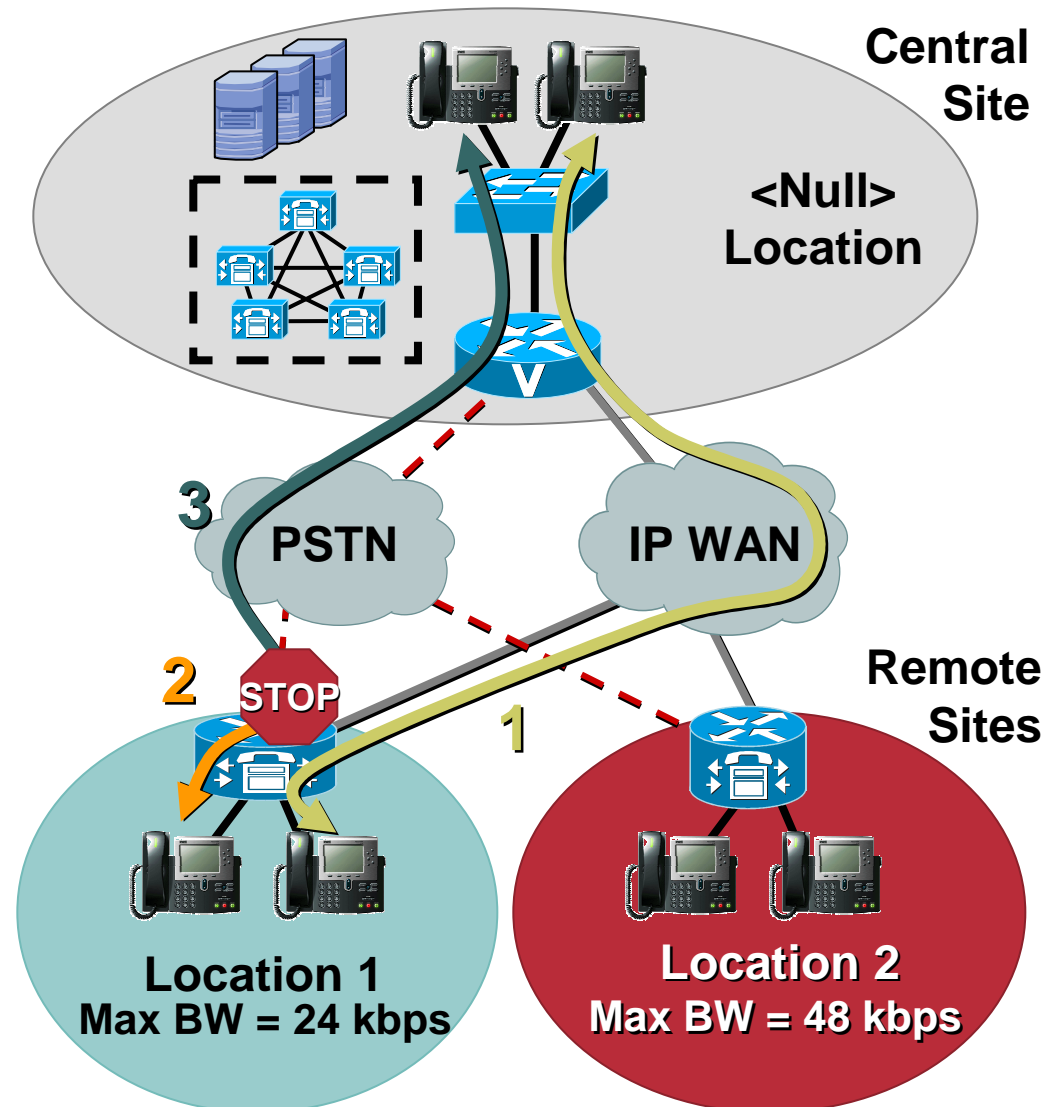 Central
Site
<Null>
Location
V
3
PSTN
IP WAN
2
STOP
1
Remote
Sites
Location 1
Max BW = 24 kbps
Location 2
Max BW = 48 kbps